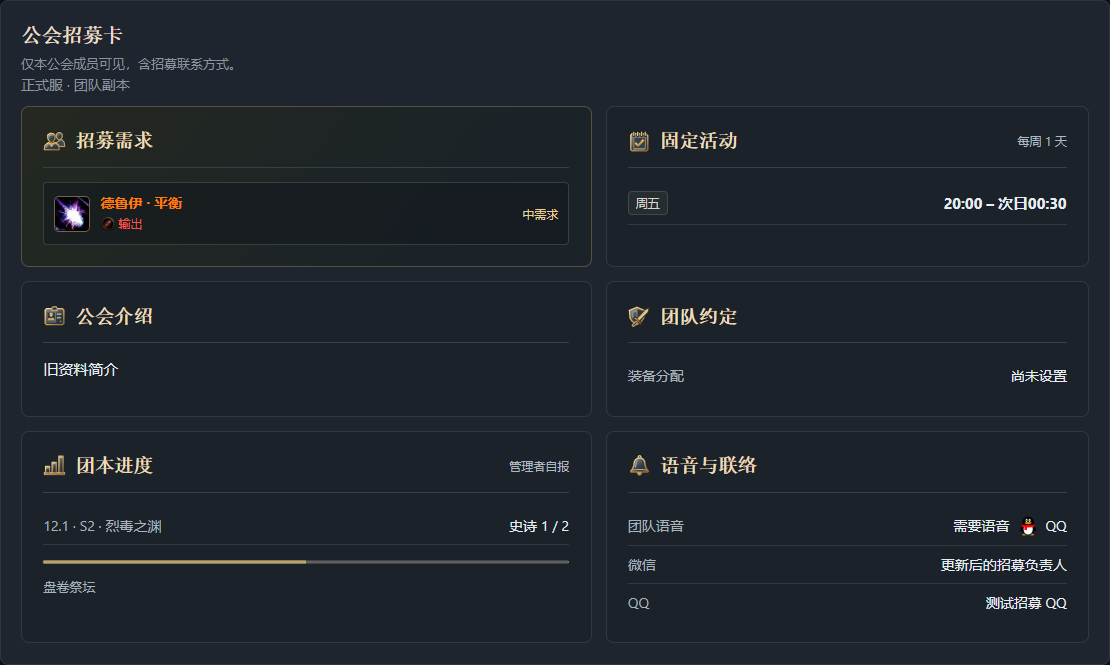 公会招募卡
仅本公会成员可见，含招募联系方式。
正式服 · 团队副本
招募需求
德鲁伊 · 平衡
输出
中需求
固定活动
每周 1 天
周五
20:00 – 次日00:30
公会介绍
旧资料简介
团队约定
装备分配
尚未设置
团本进度
管理者自报
12.1 · S2 · 烈毒之渊
史诗 1 / 2
盘卷祭坛
语音与联络
团队语音
需要语音 QQ
微信
更新后的招募负责人
QQ
测试招募 QQ